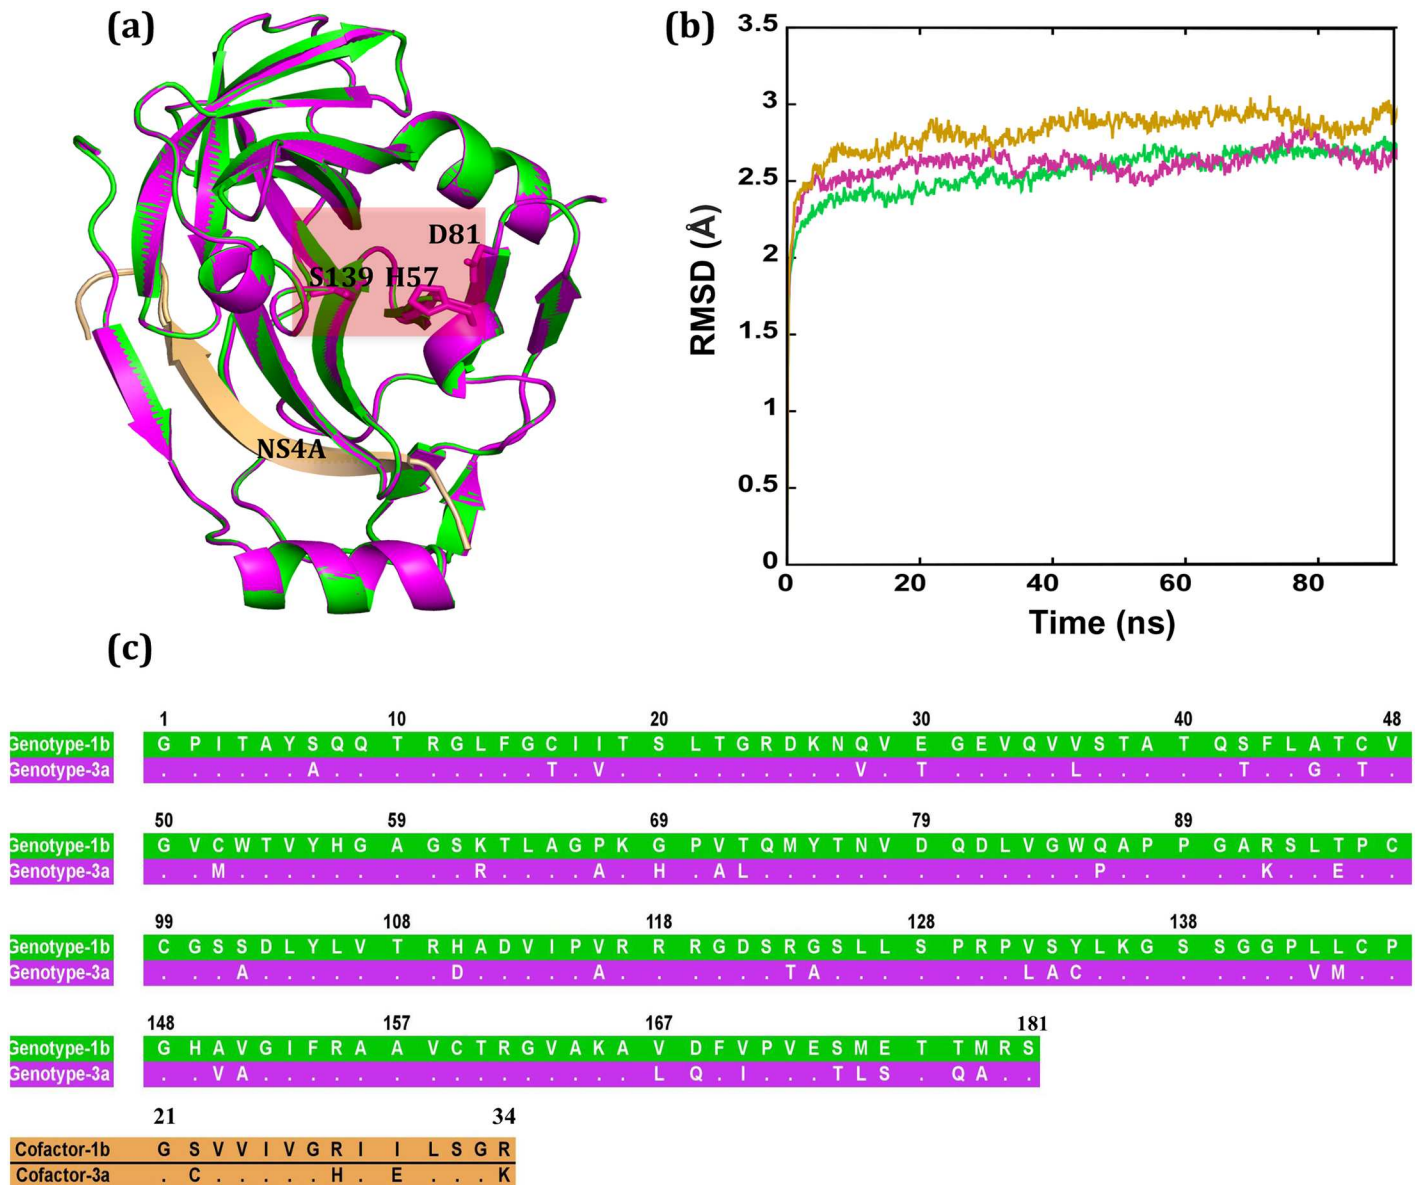 (a)
D81
S139 H57
NS4A
(b)
3.5
3
2.5
2
1.5
1
0.5
0
RMSD (Å)
0 20 40 60 80
Time (ns)
(c)
1 10 20 30 40 48
Genotype-1b G P I T A Y S Q Q T R G L F G C I I T S L T G R D K N Q V E G E V Q V V S T A T Q S F L A T C V
Genotype-3a . . . . . . A . . . . . . . . T . V . . . . . . . . . V . T . . . . . L . . . . . T . . G . T .
50 59 69 79 89
Genotype-1b G V C W T V Y H G A G S K T L A G P K G P V T Q M Y T N V D Q D L V G W Q A P P G A R S L T P C
Genotype-3a . . M . . . . . . . . . R . . . . A . H . A L . . . . . . . . . . . . . P . . . . . K . . E . .
99 108 118 128 138
Genotype-1b C G S S D L Y L V T R H A D V I P V R R R G D S R G S L L S P R P V S Y L K G S S G G P L L C P
Genotype-3a . . . A . . . . . . . D . . . . . A . . . . . . T A . . . . . . . L A C . . . . . . . . V M . .
148 157 167 181
Genotype-1b G H A V G I F R A A V C T R G V A K A V D F V P V E S M E T T M R S
Genotype-3a . . V A . . . . . . . . . . . . . . . L Q . I . . . T L S . Q A . .
21 34
Cofactor-1b G S V V I V G R I I L S G R
Cofactor-3a . C . . . . . H . E . . . K